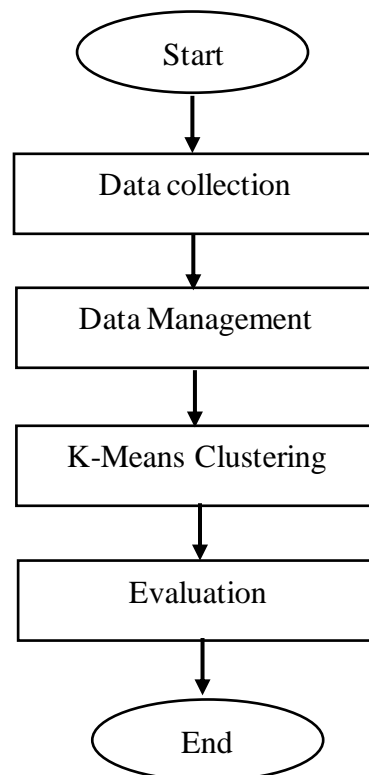 Start
Data collection
Data Management
K-Means Clustering
Evaluation
End